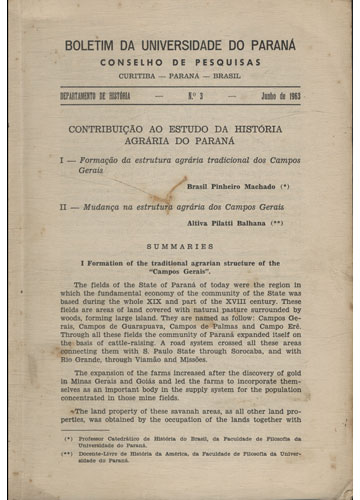 BOLETIM DA UNIVERSIDADE DO PARANÁ
CONSELHO DE PESQUISAS
CURITIBA — PARANÁ — BRASIL
DEPARTAMENTO DE HISTÓRIA — N.º 3 — Junho de 1963
CONTRIBUIÇÃO AO ESTUDO DA HISTÓRIA
AGRÁRIA DO PARANÁ
I — Formação da estrutura agrária tradicional dos Campos
Gerais
Brasil Pinheiro Machado (*)
II — Mudança na estrutura agrária dos Campos Gerais
Altiva Pilatti Balhana (**)
SUMMARIES
I Formation of the traditional agrarian structure of the
"Campos Gerais".
The fields of the State of Paraná of today were the region in
which the fundamental economy of the community of the State was
based during the whole XIX and part of the XVIII century. These
fields are areas of land covered with natural pasture surrounded by
woods, forming large island. They are named as follow: Campos Ge-
rais, Campos de Guarapuava, Campos de Palmas and Campo Erê.
Through all these fields the community of Paraná expanded itself on
the basis of cattle-raising. A road system crossed all these areas
connecting them with S. Paulo State through Sorocaba, and with
Rio Grande, through Viamão and Missões.
The expansion of the farms increased after the discovery of gold
in Minas Gerais and Goiás and led the farms to incorporate them-
selves as an important body in the supply system for the population
concentrated in those mine fields.
The land property of these savanah areas, as all other land pro-
perties, was obtained by the occupation of the lands together with
(*) Professor Catedrático de História do Brasil, da Faculdade de Filosofia da
Universidade do Paraná.
(**) Docente-Livre de História da América, da Faculdade de Filosofia da Univer-
sidade do Paraná.